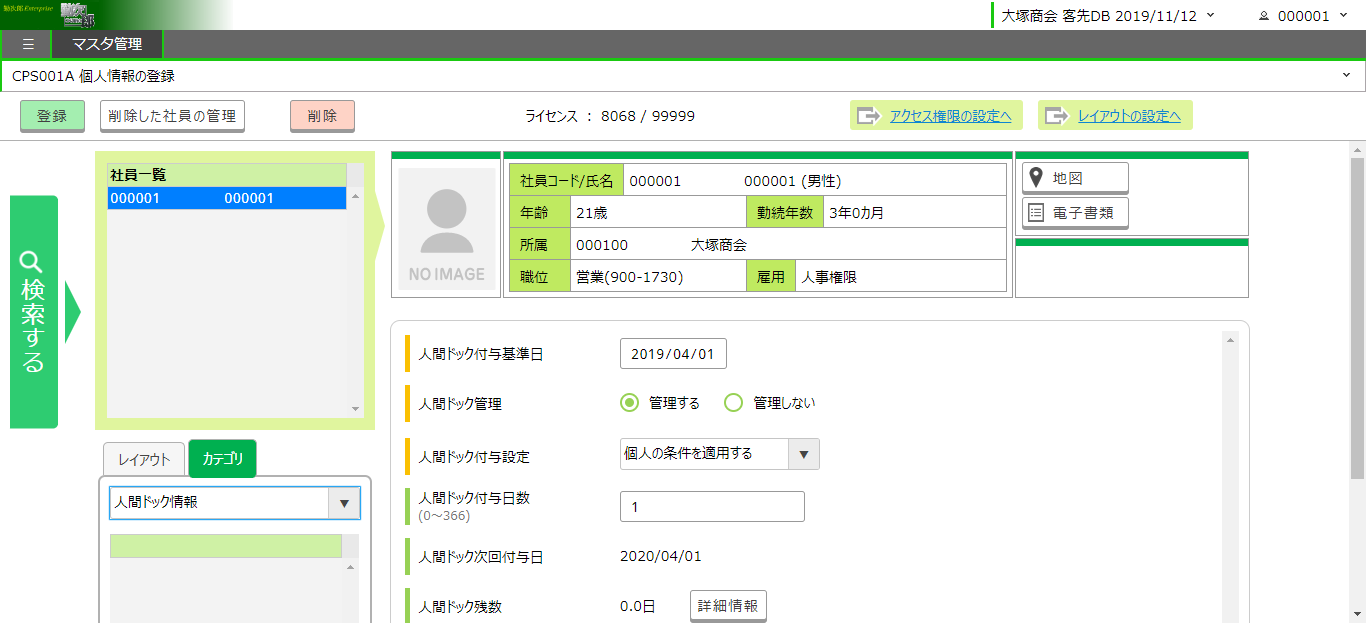 勤次郎 Enterprise
大塚商会 客先DB 2019/11/12
000001
マスタ管理
CPS001A 個人情報の登録
登録
削除した社員の管理
削除
ライセンス ： 8068 / 99999
アクセス権限の設定へ
レイアウトの設定へ
検索する
社員一覧
000001 000001
NO IMAGE
社員コード/氏名 000001 000001 (男性)
年齢 21歳 勤続年数 3年0カ月
所属 000100 大塚商会
職位 営業(900-1730) 雇用 人事権限
地図
電子書類
レイアウト
カテゴリ
人間ドック情報
人間ドック付与基準日 2019/04/01
人間ドック管理 管理する 管理しない
人間ドック付与設定 個人の条件を適用する
人間ドック付与日数 1
(0～366)
人間ドック次回付与日 2020/04/01
人間ドック残数 0.0日 詳細情報